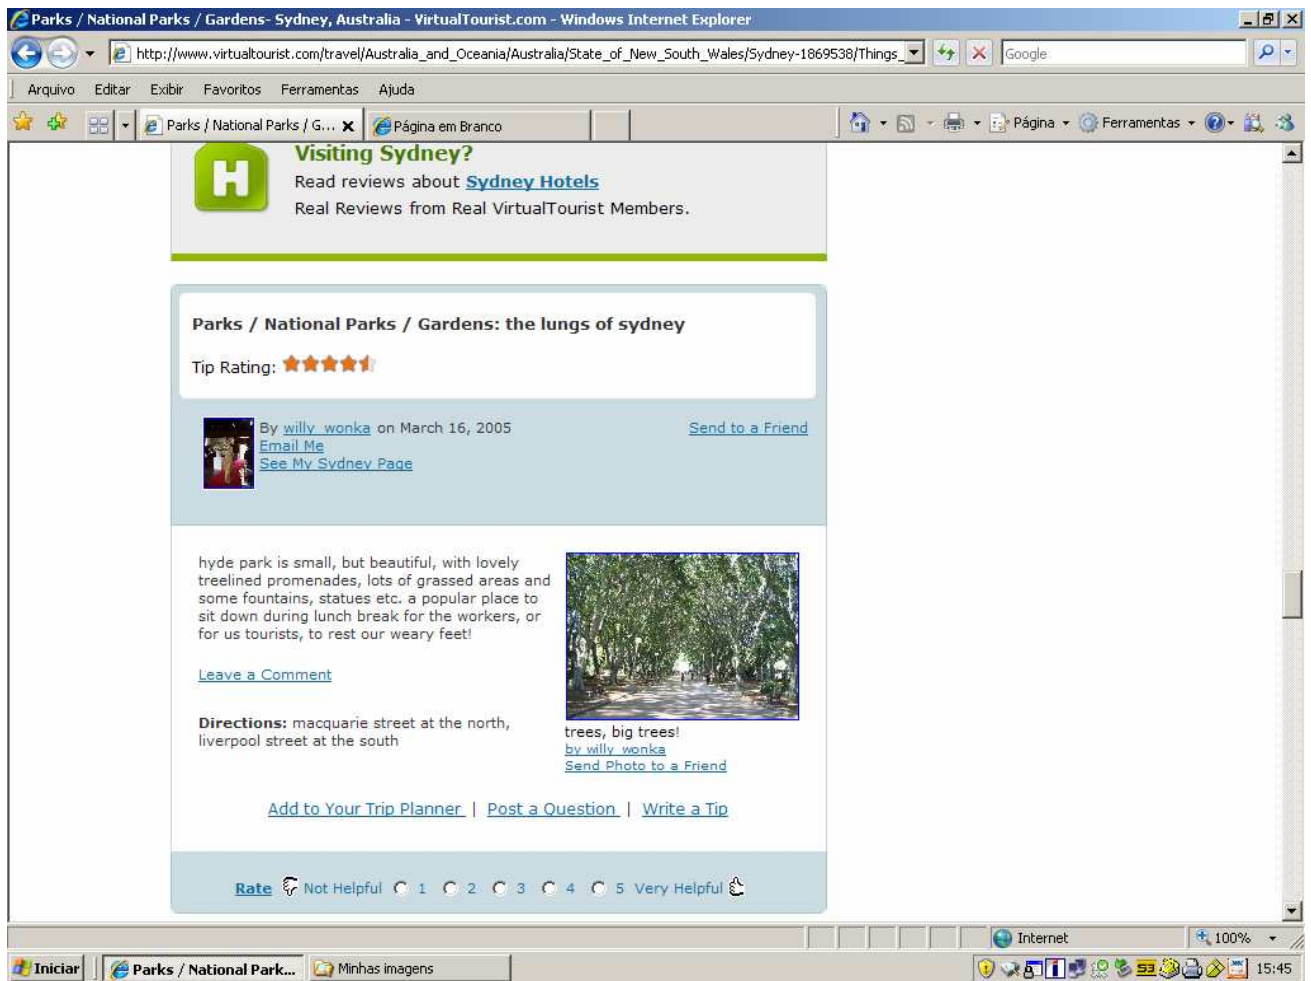 Parks / National Parks / Gardens- Sydney, Australia - VirtualTourist.com - Windows Internet Explorer
http://www.virtualtourist.com/travel/Australia_and_Oceania/Australia/State_of_New_South_Wales/Sydney-1869538/Things_
Google
Arquivo Editar Exibir Favoritos Ferramentas Ajuda
Parks / National Parks / G... Página em Branco Página Ferramentas
Visiting Sydney?
Read reviews about Sydney Hotels
Real Reviews from Real VirtualTourist Members.
Parks / National Parks / Gardens: the lungs of sydney
Tip Rating:
By willy_wonka on March 16, 2005 Send to a Friend
Email Me
See My Sydney Page
hyde park is small, but beautiful, with lovely
treelined promenades, lots of grassed areas and
some fountains, statues etc. a popular place to
sit down during lunch break for the workers, or
for us tourists, to rest our weary feet!
Leave a Comment
Directions: macquarie street at the north,
liverpool street at the south
trees, big trees!
by willy_wonka
Send Photo to a Friend
Add to Your Trip Planner | Post a Question | Write a Tip
Rate Not Helpful 1 2 3 4 5 Very Helpful
Internet 100%
Iniciar Parks / National Park... Minhas imagens 53 15:45